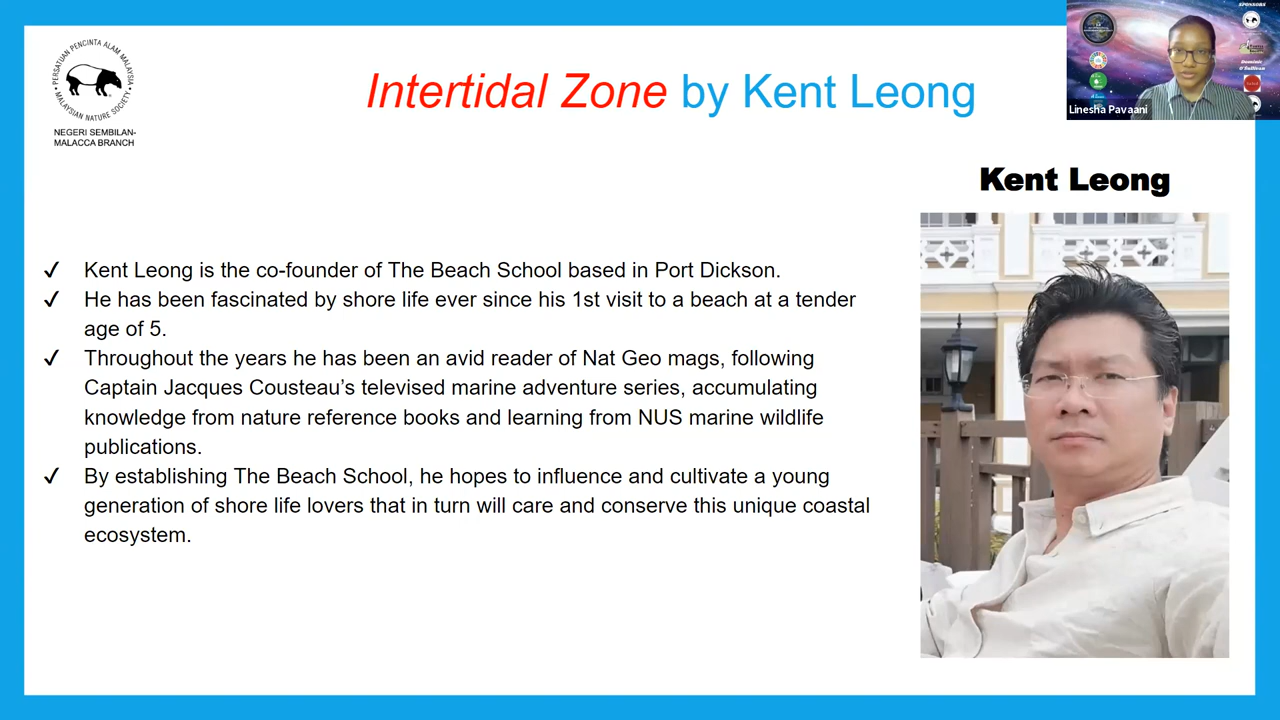 PERSATUAN PENCINTA ALAM MALAYSIA
MALAYSIAN NATURE SOCIETY
NEGERI SEMBILAN-
MALACCA BRANCH
Intertidal Zone by Kent Leong
SPONSORS
Dominic
O'Sullivan
Linesha Pavaani
Kent Leong
✓ Kent Leong is the co-founder of The Beach School based in Port Dickson.
✓ He has been fascinated by shore life ever since his 1st visit to a beach at a tender
age of 5.
✓ Throughout the years he has been an avid reader of Nat Geo mags, following
Captain Jacques Cousteau’s televised marine adventure series, accumulating
knowledge from nature reference books and learning from NUS marine wildlife
publications.
✓ By establishing The Beach School, he hopes to influence and cultivate a young
generation of shore life lovers that in turn will care and conserve this unique coastal
ecosystem.